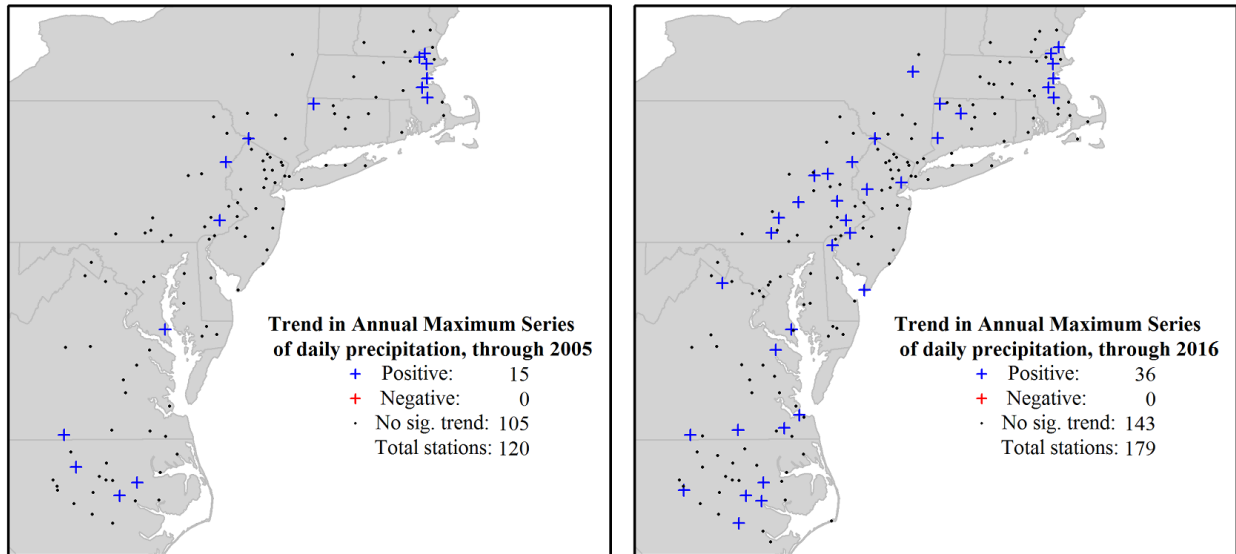 Trend in Annual Maximum Series
of daily precipitation, through 2005
+ Positive: 15
+ Negative: 0
· No sig. trend: 105
Total stations: 120
Trend in Annual Maximum Series
of daily precipitation, through 2016
+ Positive: 36
+ Negative: 0
· No sig. trend: 143
Total stations: 179